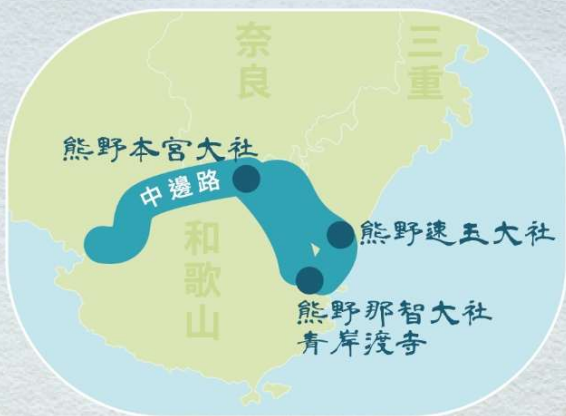 奈良
三重
熊野本宮大社
中邊路
和歌山
熊野速玉大社
熊野那智大社
青岸渡寺